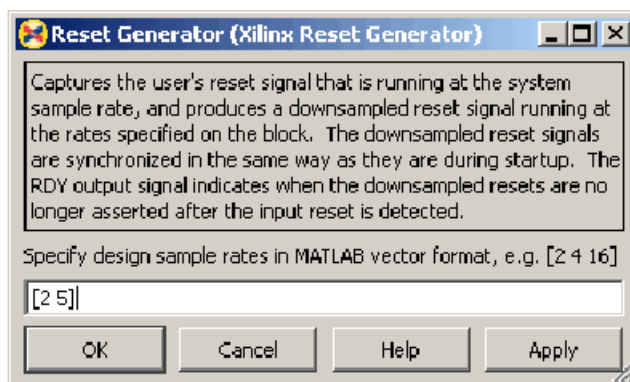 Reset Generator (Xilinx Reset Generator)
Captures the user's reset signal that is running at the system
sample rate, and produces a downsampled reset signal running at
the rates specified on the block. The downsampled reset signals
are synchronized in the same way as they are during startup. The
RDY output signal indicates when the downsampled resets are no
longer asserted after the input reset is detected.
Specify design sample rates in MATLAB vector format, e.g. [2 4 16]
[2 5]
OK Cancel Help Apply